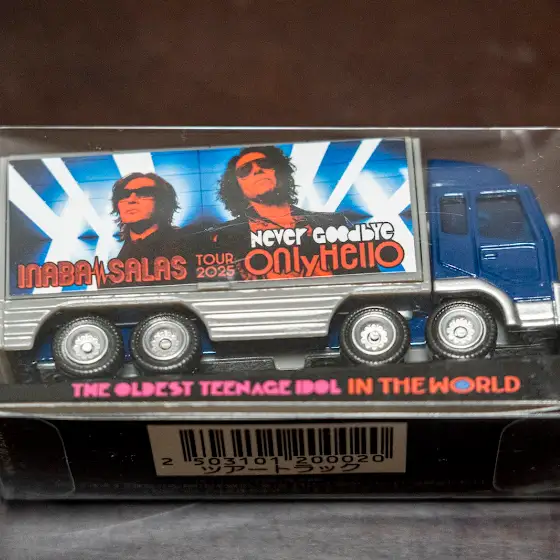 INABA SALAS
TOUR
2025
NEVER GOODBYE
Only HELLO
THE OLDEST TEENAGE IDOL IN THE WORLD
2 503101 200020
ツアートラック